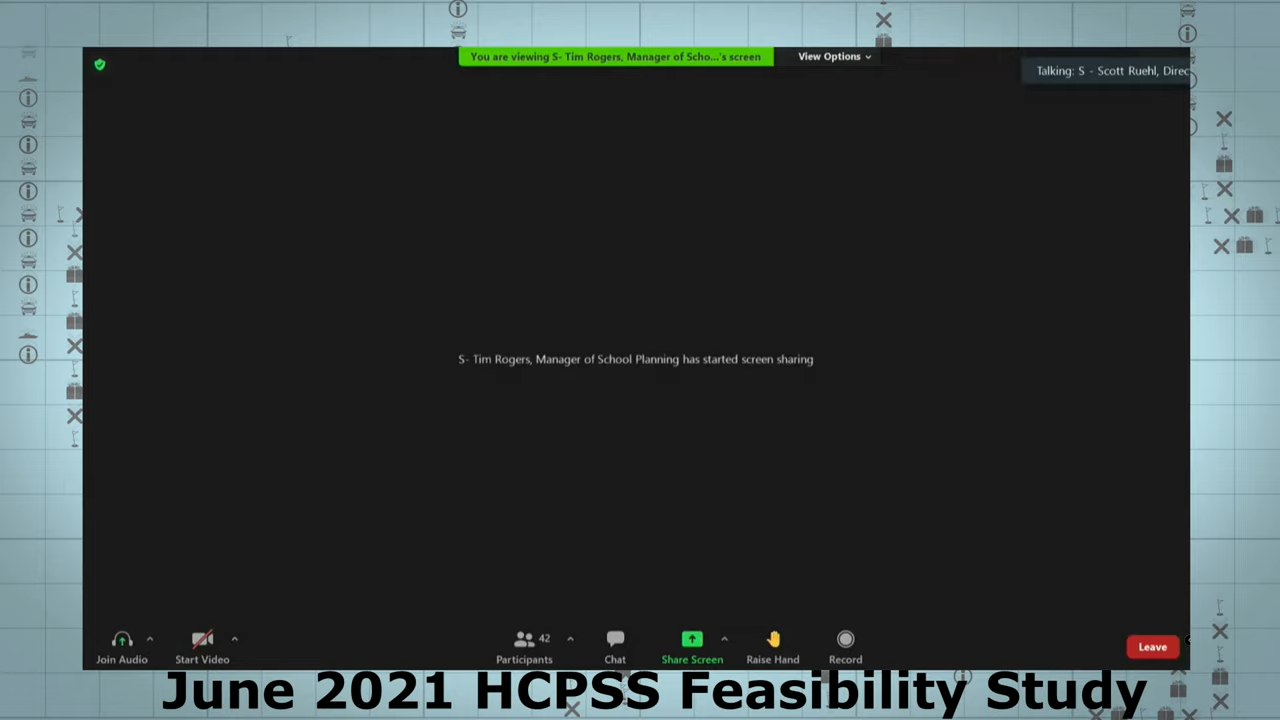 You are viewing S- Tim Rogers, Manager of Scho...'s screen
View Options
Talking: S - Scott Ruehl, Direc
S- Tim Rogers, Manager of School Planning has started screen sharing
42
Join Audio
Start Video
Participants
Chat
Share Screen
Raise Hand
Record
Leave
June 2021 HCPSS Feasibility Study